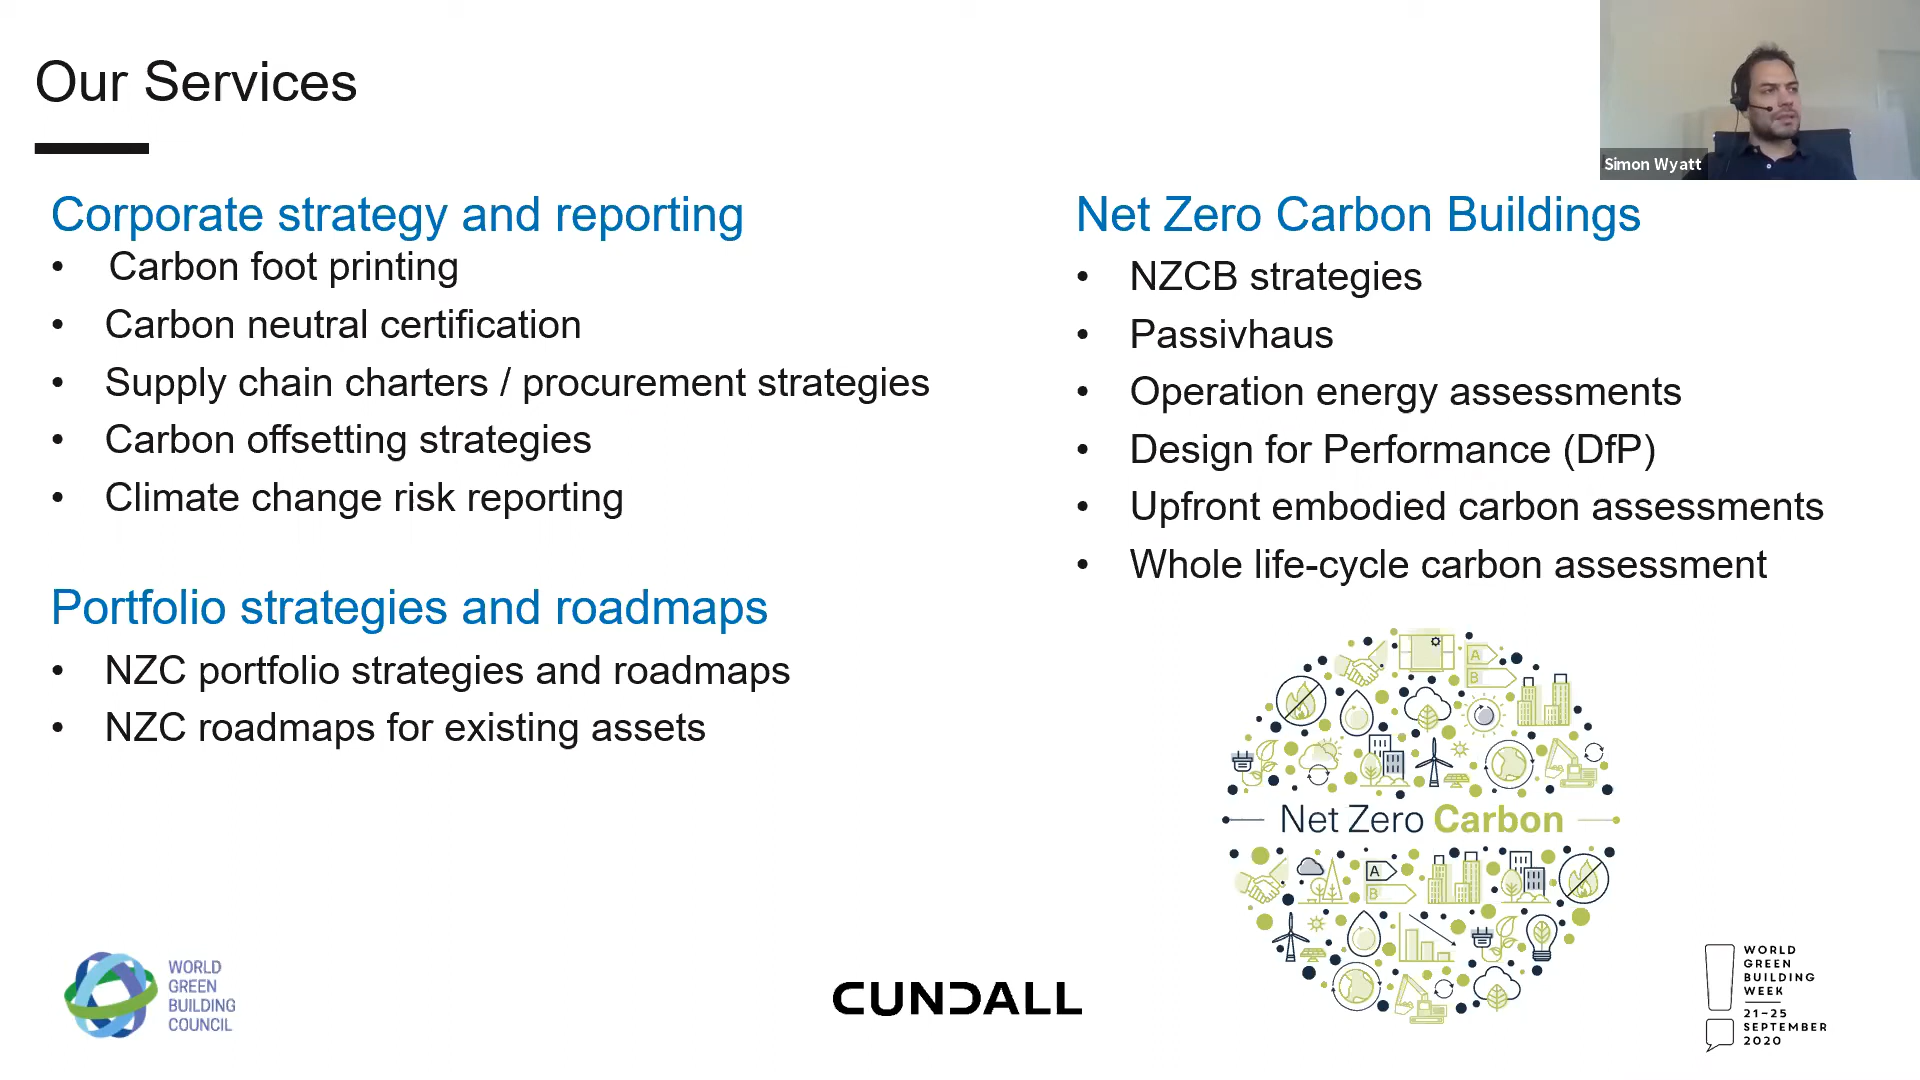 Our Services
Simon Wyatt
Corporate strategy and reporting
• Carbon foot printing
• Carbon neutral certification
• Supply chain charters / procurement strategies
• Carbon offsetting strategies
• Climate change risk reporting
Portfolio strategies and roadmaps
• NZC portfolio strategies and roadmaps
• NZC roadmaps for existing assets
Net Zero Carbon Buildings
• NZCB strategies
• Passivhaus
• Operation energy assessments
• Design for Performance (DfP)
• Upfront embodied carbon assessments
• Whole life-cycle carbon assessment
A
B
Net Zero Carbon
A
B
WORLD
GREEN
BUILDING
COUNCIL
CUNDALL
WORLD
GREEN
BUILDING
WEEK
21–25
SEPTEMBER
2020